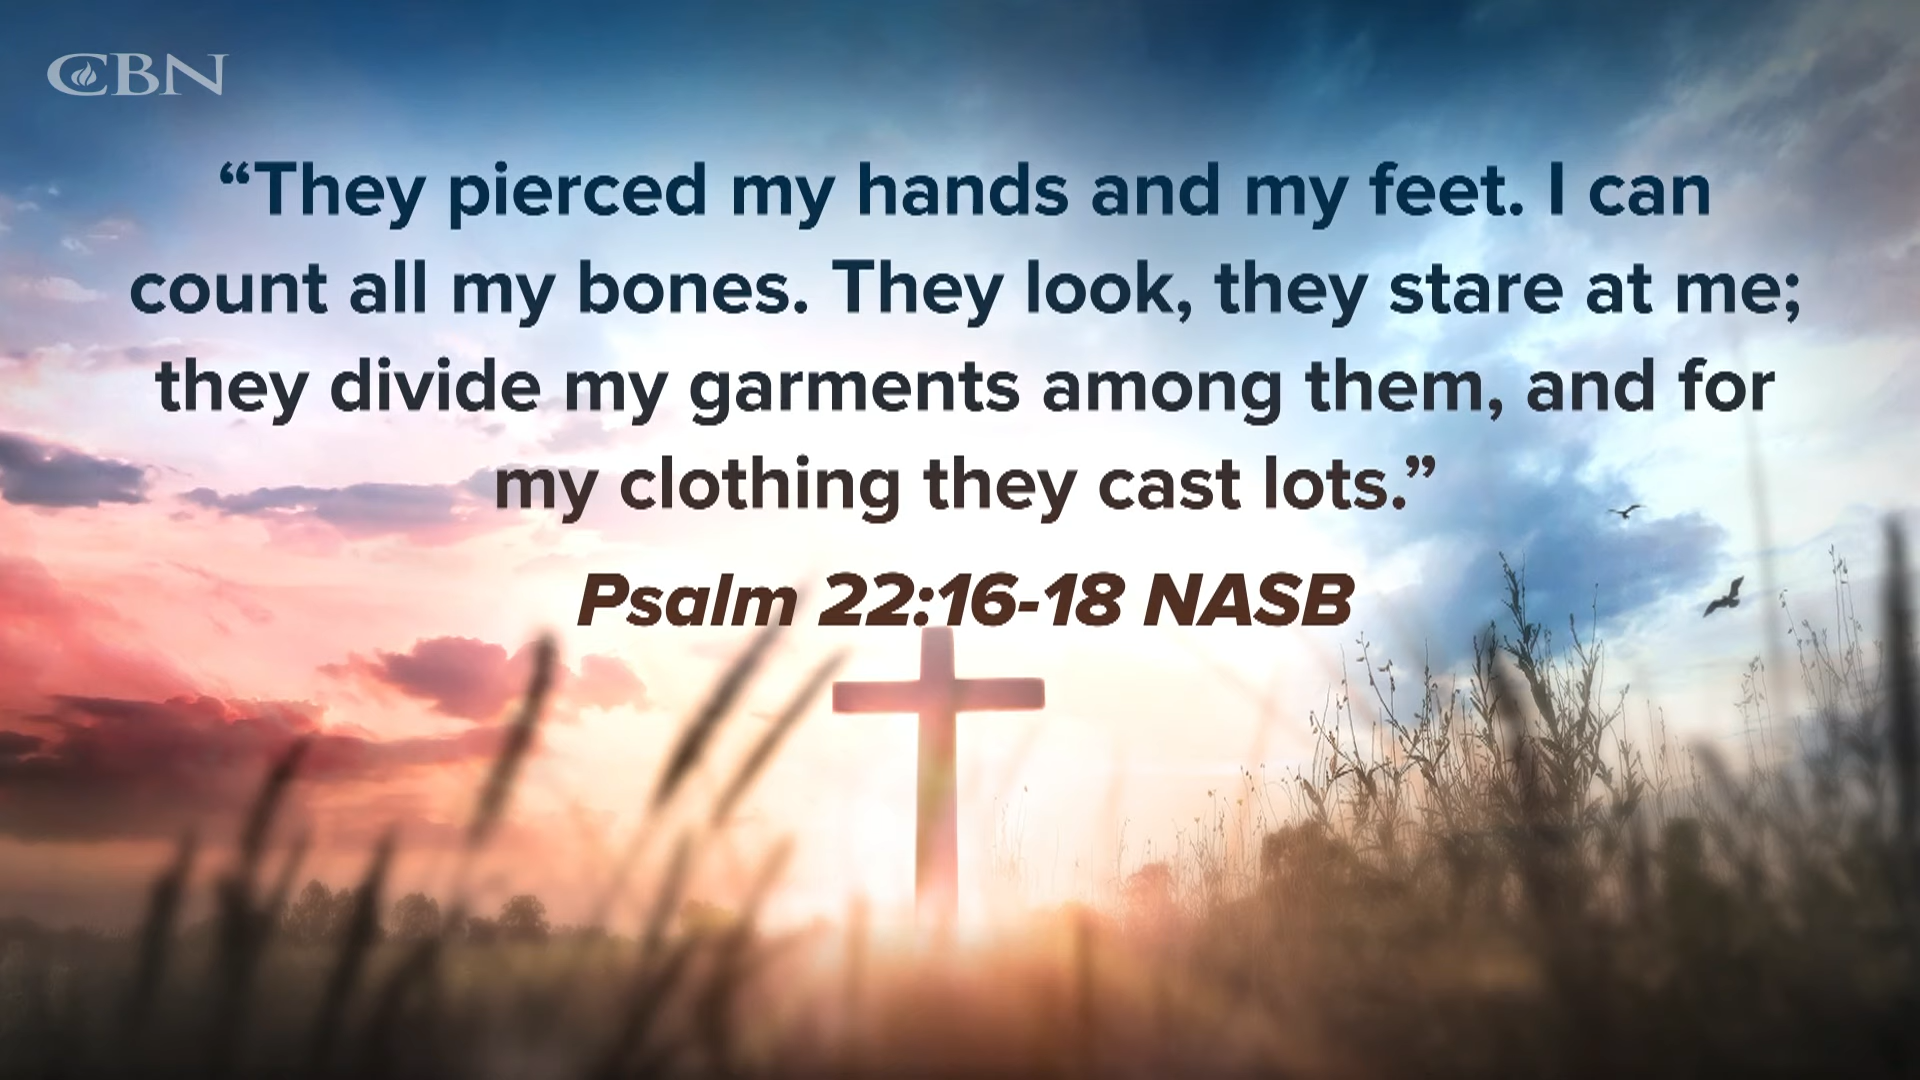 CBN
“They pierced my hands and my feet. I can
count all my bones. They look, they stare at me;
they divide my garments among them, and for
my clothing they cast lots.”
Psalm 22:16-18 NASB